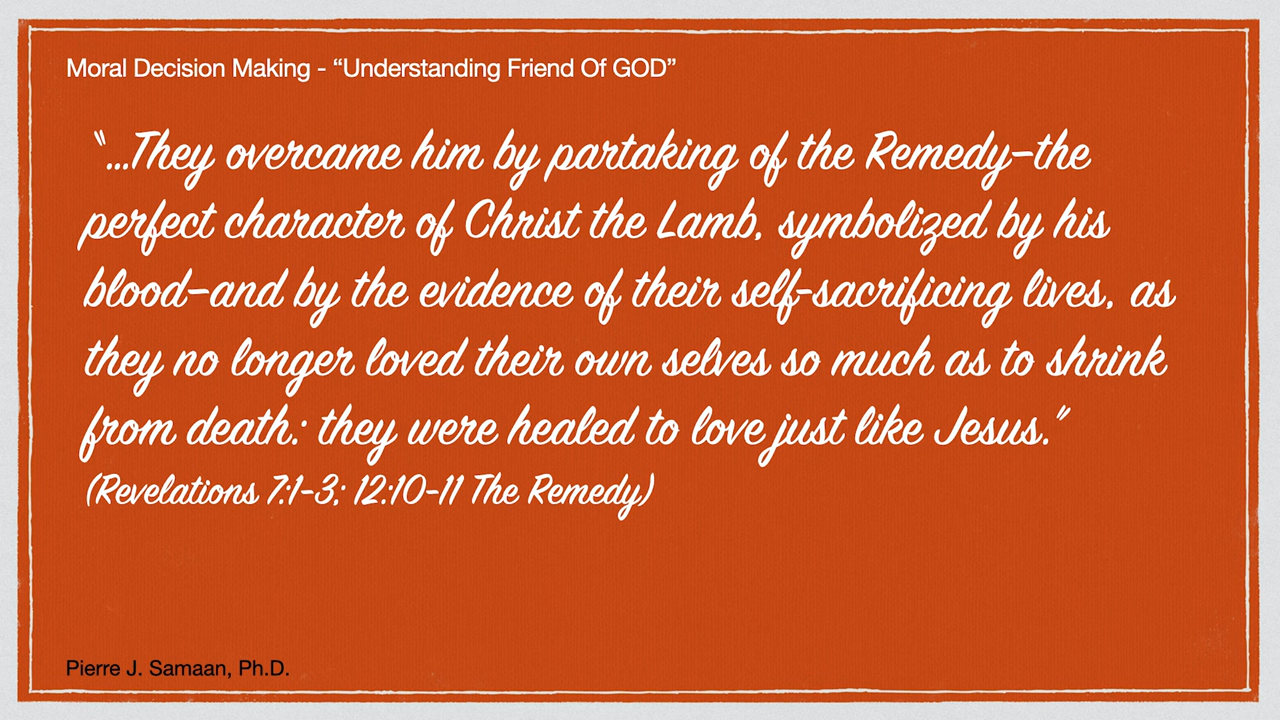 Moral Decision Making - “Understanding Friend Of GOD”
“...They overcame him by partaking of the Remedy–the
perfect character of Christ the Lamb, symbolized by his
blood–and by the evidence of their self-sacrificing lives, as
they no longer loved their own selves so much as to shrink
from death.: they were healed to love just like Jesus.”
(Revelations 7:1-3; 12:10-11 The Remedy)
Pierre J. Samaan, Ph.D.